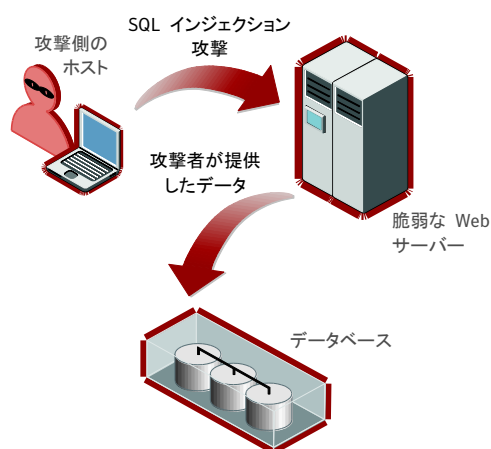 攻撃側の
ホスト
SQL インジェクション
攻撃
攻撃者が提供
したデータ
脆弱な Web
サーバー
データベース